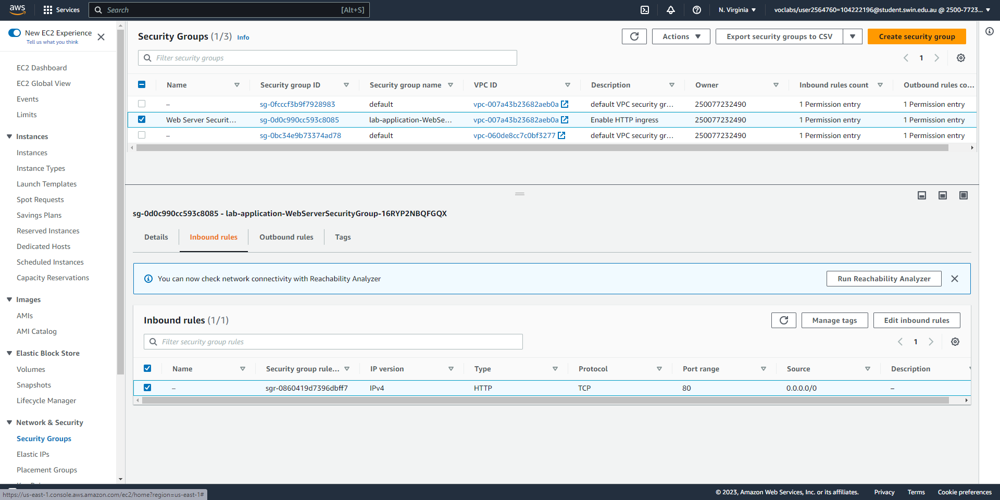 aws Services Search [Alt+S] N. Virginia voclabs/user2564760=104222196@student.swin.edu.au @ 2500-7723...
New EC2 Experience
Tell us what you think
EC2 Dashboard
EC2 Global View
Events
Limits
Instances
Instances
Instance Types
Launch Templates
Spot Requests
Savings Plans
Reserved Instances
Dedicated Hosts
Scheduled Instances
Capacity Reservations
Images
AMIs
AMI Catalog
Elastic Block Store
Volumes
Snapshots
Lifecycle Manager
Network & Security
Security Groups
Elastic IPs
Placement Groups
Security Groups (1/3) Info Actions Export security groups to CSV Create security group
Filter security groups 1
Name Security group ID Security group name VPC ID Description Owner Inbound rules count Outbound rules co...
– sg-0fcccf3b9f7928983 default vpc-007a43b23682aeb0a default VPC security gr... 250077232490 1 Permission entry 1 Permission entry
Web Server Securit... sg-0d0c990cc593c8085 lab-application-WebSe... vpc-007a43b23682aeb0a Enable HTTP ingress 250077232490 1 Permission entry 1 Permission entry
– sg-0bc34e9b73374ad78 default vpc-060de8cc7c0bf3277 default VPC security gr... 250077232490 1 Permission entry 1 Permission entry
sg-0d0c990cc593c8085 - lab-application-WebServerSecurityGroup-16RYP2NBQFGQX
Details Inbound rules Outbound rules Tags
You can now check network connectivity with Reachability Analyzer Run Reachability Analyzer
Inbound rules (1/1) Manage tags Edit inbound rules
Filter security group rules 1
Name Security group rule... IP version Type Protocol Port range Source Description
– sgr-0860419d7396dbff7 IPv4 HTTP TCP 80 0.0.0.0/0 –
https://us-east-1.console.aws.amazon.com/ec2/home?region=us-east-1#
© 2023, Amazon Web Services, Inc. or its affiliates. Privacy Terms Cookie preferences